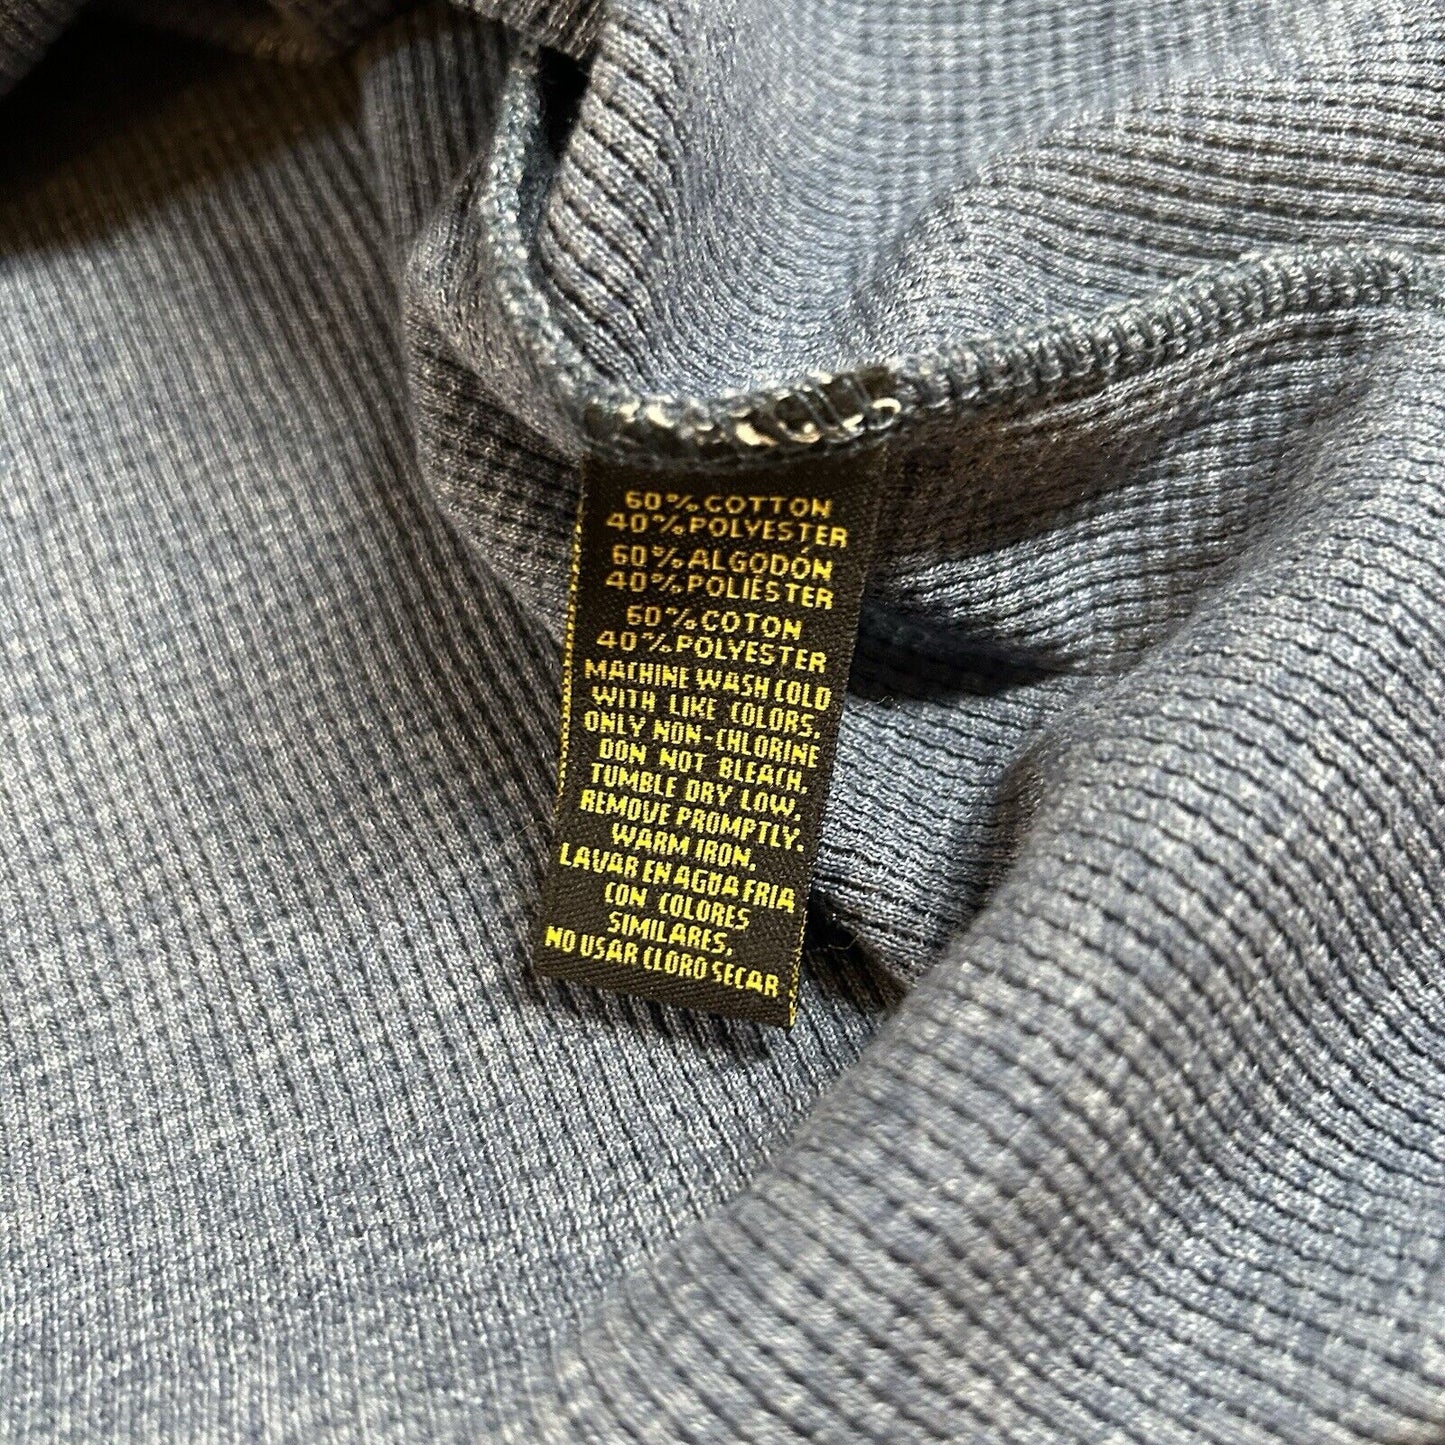 60% COTTON
40% POLYESTER
60% ALGODÓN
40% POLIÉSTER
60% COTON
40% POLYESTER
MACHINE WASH COLD
WITH LIKE COLORS,
ONLY NON-CHLORINE
DON NOT BLEACH,
TUMBLE DRY LOW,
REMOVE PROMPTLY.
WARM IRON,
LAVAR EN AGUA FRIA
CON COLORES
SIMILARES,
NO USAR CLORO SECAR